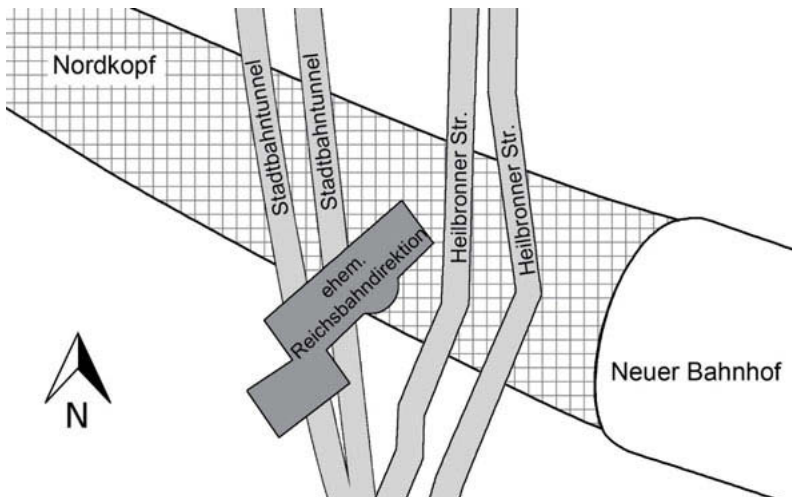 Nordkopf
Stadtbahntunnel
Stadtbahntunnel
Heilbronner Str.
Heilbronner Str.
ehem.
Reichsbahndirektion
Neuer Bahnhof
N